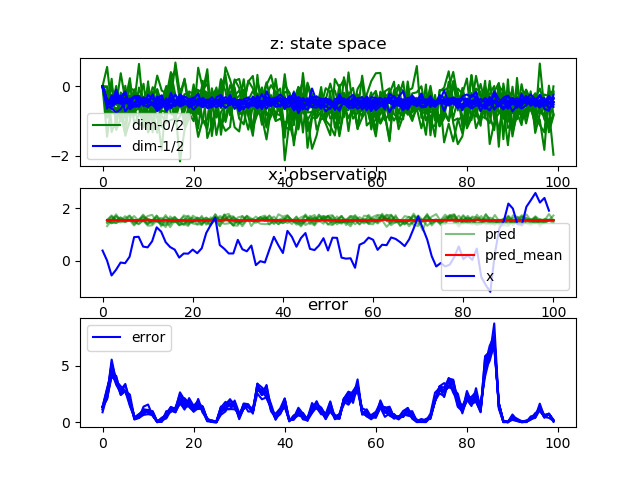 z: state space
0
−2
dim-0/2
dim-1/2
0 20 40 60 80 100
x: observation
2
0
pred
pred_mean
x
0 20 40 60 80 100
error
5
0
error
0 20 40 60 80 100